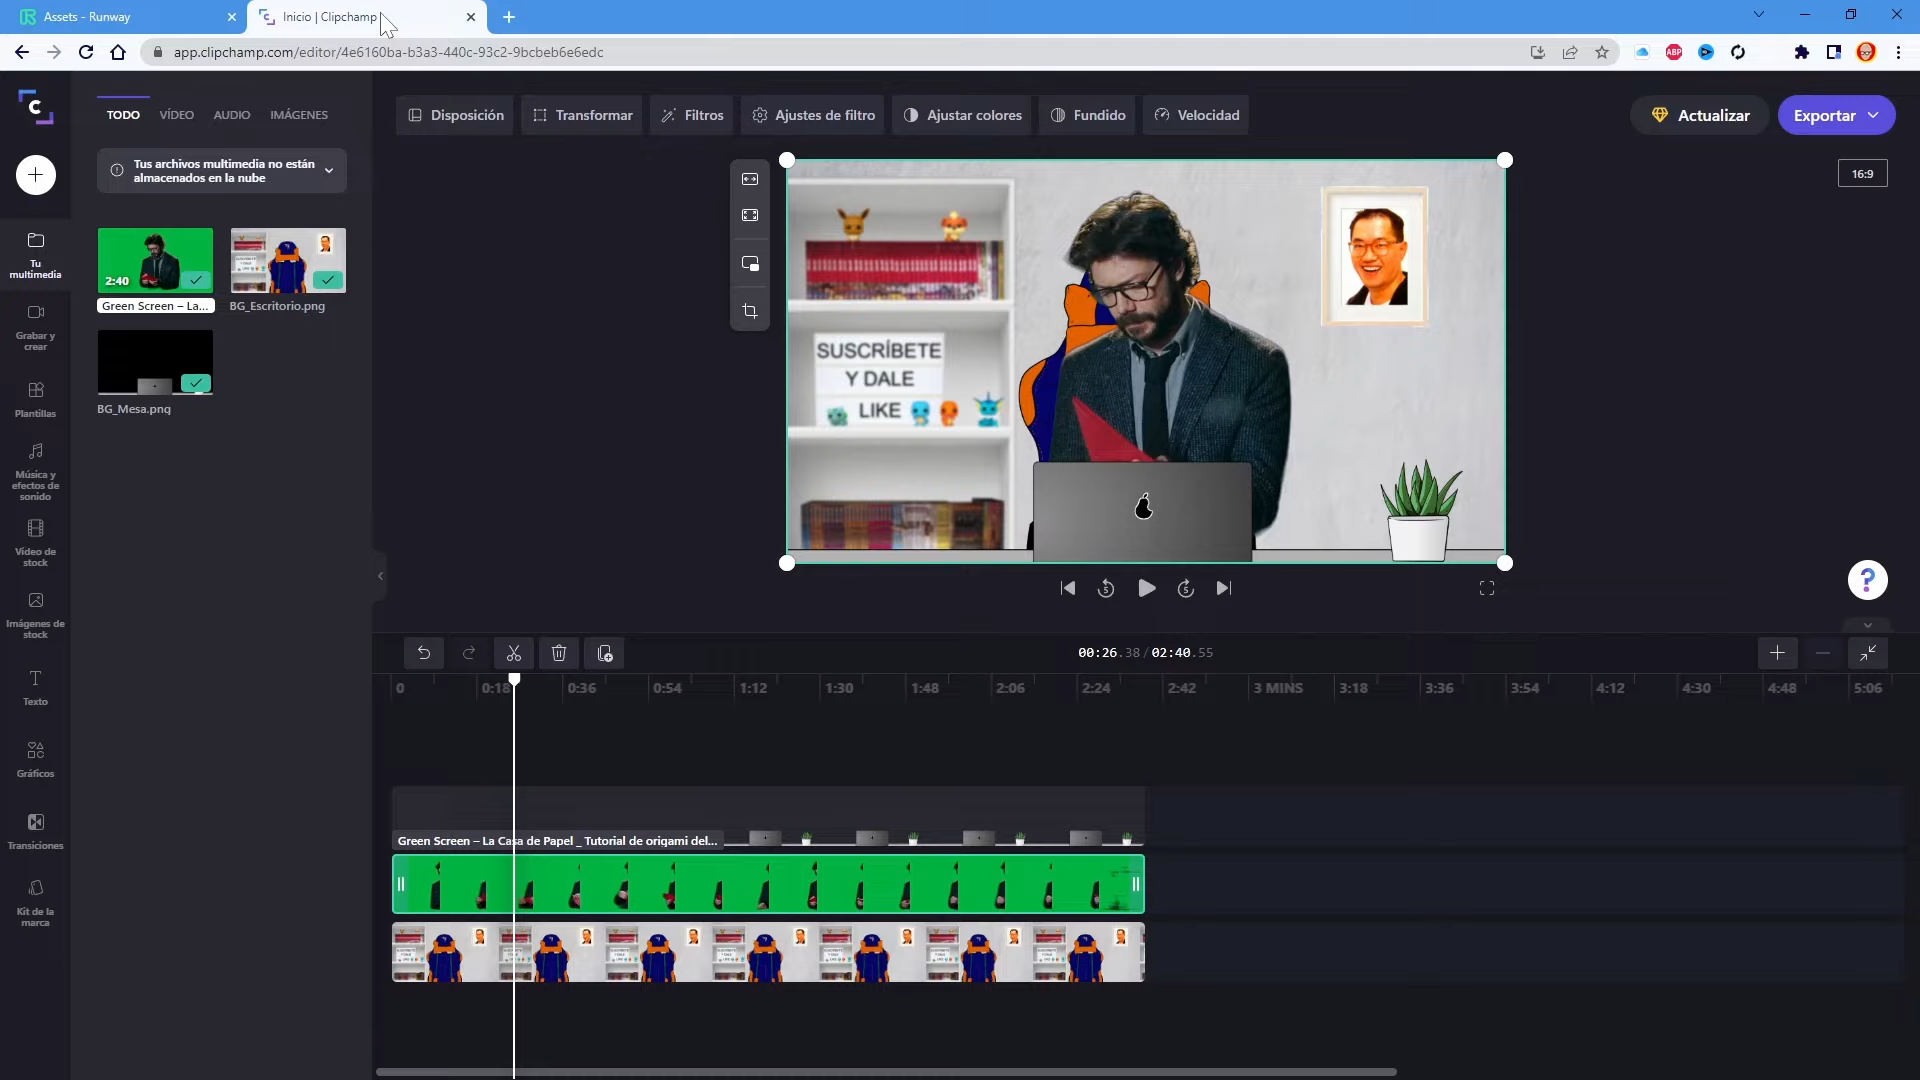 Assets - Runway
Inicio | Clipchamp
app.clipchamp.com/editor/4e6160ba-b3a3-440c-93c2-9bcbeb6e6edc
ABP
TODO
VÍDEO
AUDIO
IMÁGENES
Disposición
Transformar
Filtros
Ajustes de filtro
Ajustar colores
Fundido
Velocidad
Actualizar
Exportar
Tus archivos multimedia no están
almacenados en la nube
16:9
2:40
Green Screen – La...
BG_Escritorio.png
BG_Mesa.png
Tu
multimedia
Grabar y
crear
Plantillas
Música y
efectos de
sonido
Vídeo de
stock
Imágenes de
stock
Texto
Gráficos
Transiciones
Kit de la
marca
SUSCRÍBETE
Y DALE
LIKE
5
5
?
00:26.38/02:40.55
0
0:18
0:36
0:54
1:12
1:30
1:48
2:06
2:24
2:42
3 MINS
3:18
3:36
3:54
4:12
4:30
4:48
5:06
Green Screen – La Casa de Papel _ Tutorial de origami del...